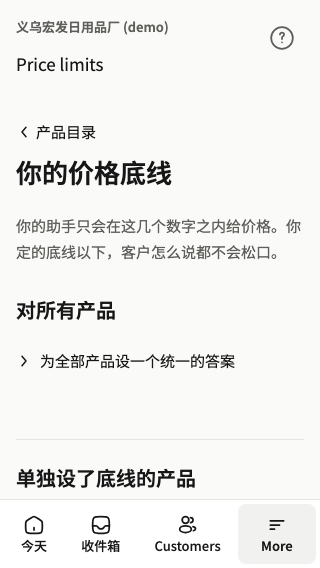 义乌宏发日用品厂 (demo)
Price limits
产品目录
你的价格底线
你的助手只会在这几个数字之内给价格。你
定的底线以下，客户怎么说都不会松口。
对所有产品
为全部产品设一个统一的答案
单独设了底线的产品
今天
收件箱
Customers
More